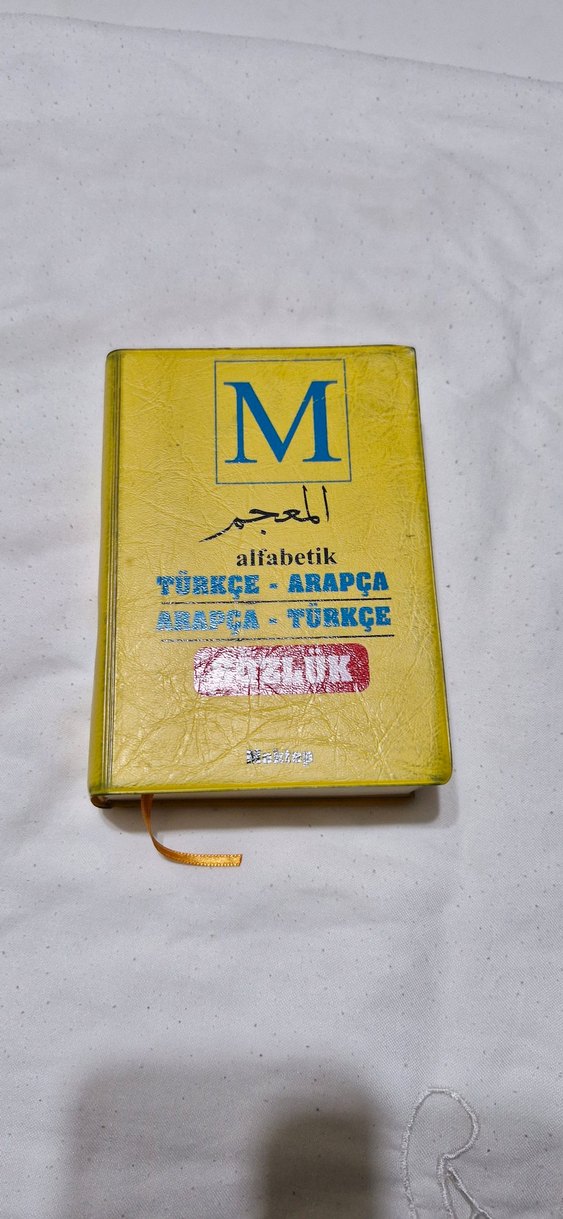 M
المعجم
alfabetik
TÜRKÇE - ARAPÇA
ARAPÇA - TÜRKÇE
SÖZLÜK